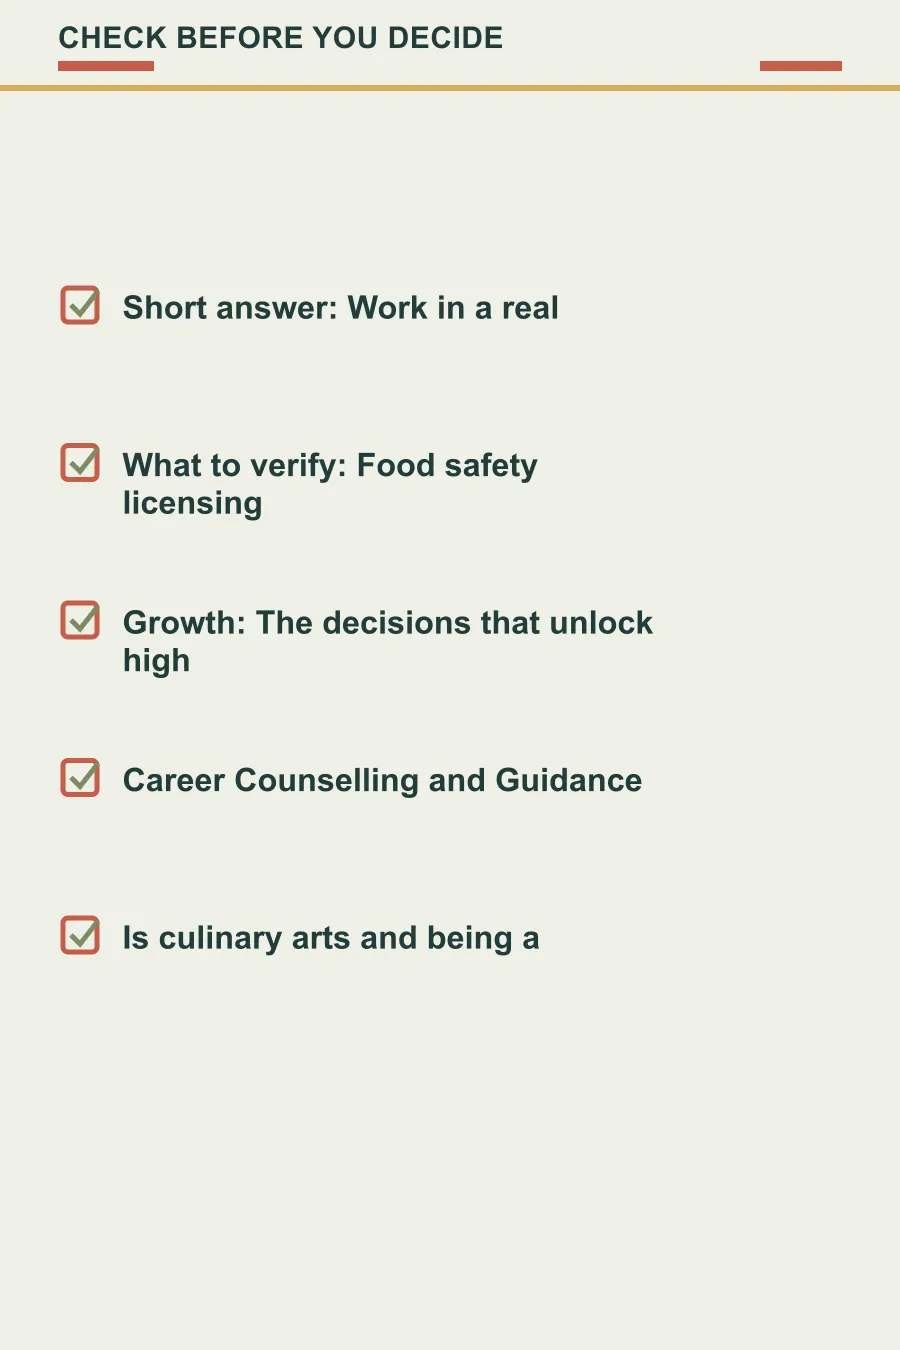 CHECK BEFORE YOU DECIDE
Short answer: Work in a real
What to verify: Food safety
licensing
Growth: The decisions that unlock
high
Career Counselling and Guidance
Is culinary arts and being a